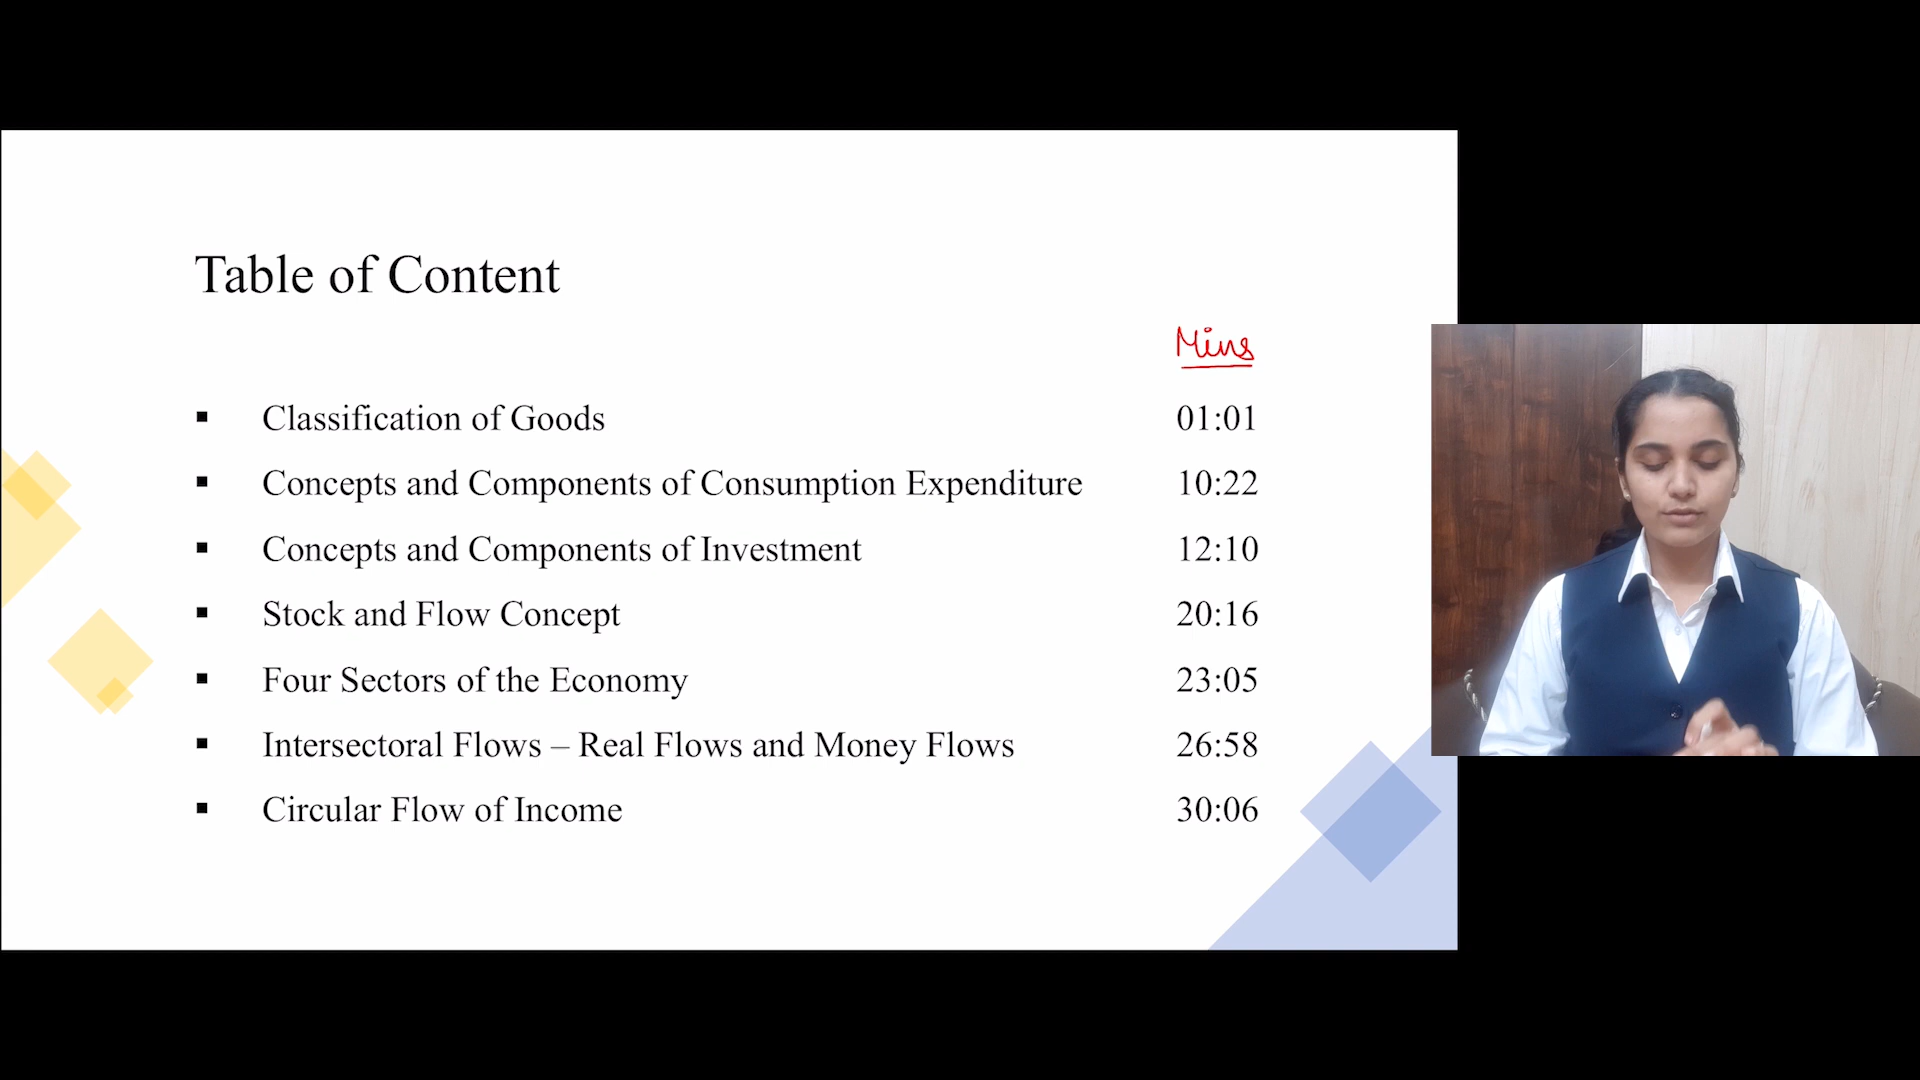 Table of Content
Mins
▪ Classification of Goods 01:01
▪ Concepts and Components of Consumption Expenditure 10:22
▪ Concepts and Components of Investment 12:10
▪ Stock and Flow Concept 20:16
▪ Four Sectors of the Economy 23:05
▪ Intersectoral Flows – Real Flows and Money Flows 26:58
▪ Circular Flow of Income 30:06